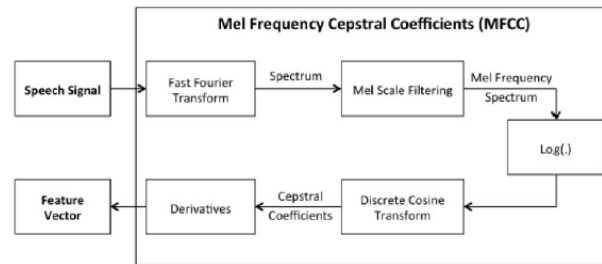 Mel Frequency Cepstral Coefficients (MFCC)
Speech Signal
Fast Fourier
Transform
Spectrum
Mel Scale Filtering
Mel Frequency
Spectrum
Log(.)
Feature
Vector
Derivatives
Cepstral
Coefficients
Discrete Cosine
Transform